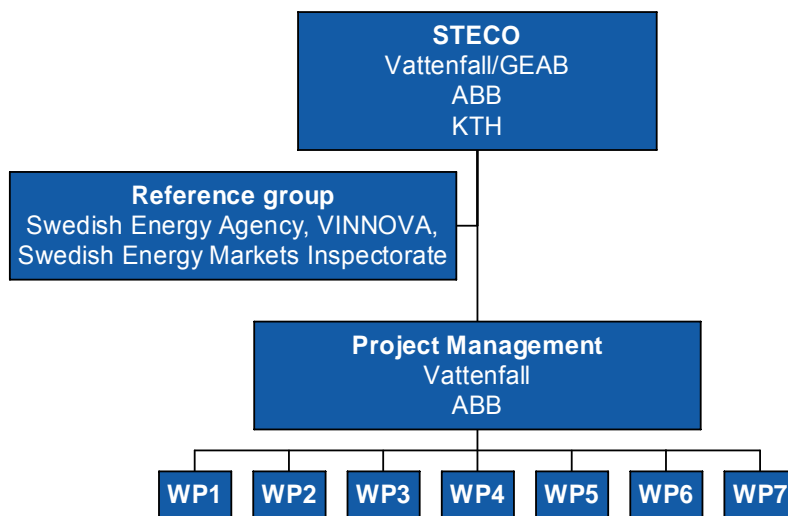 STECO
Vattenfall/GEAB
ABB
KTH
Reference group
Swedish Energy Agency, VINNOVA,
Swedish Energy Markets Inspectorate
Project Management
Vattenfall
ABB
WP1 WP2 WP3 WP4 WP5 WP6 WP7